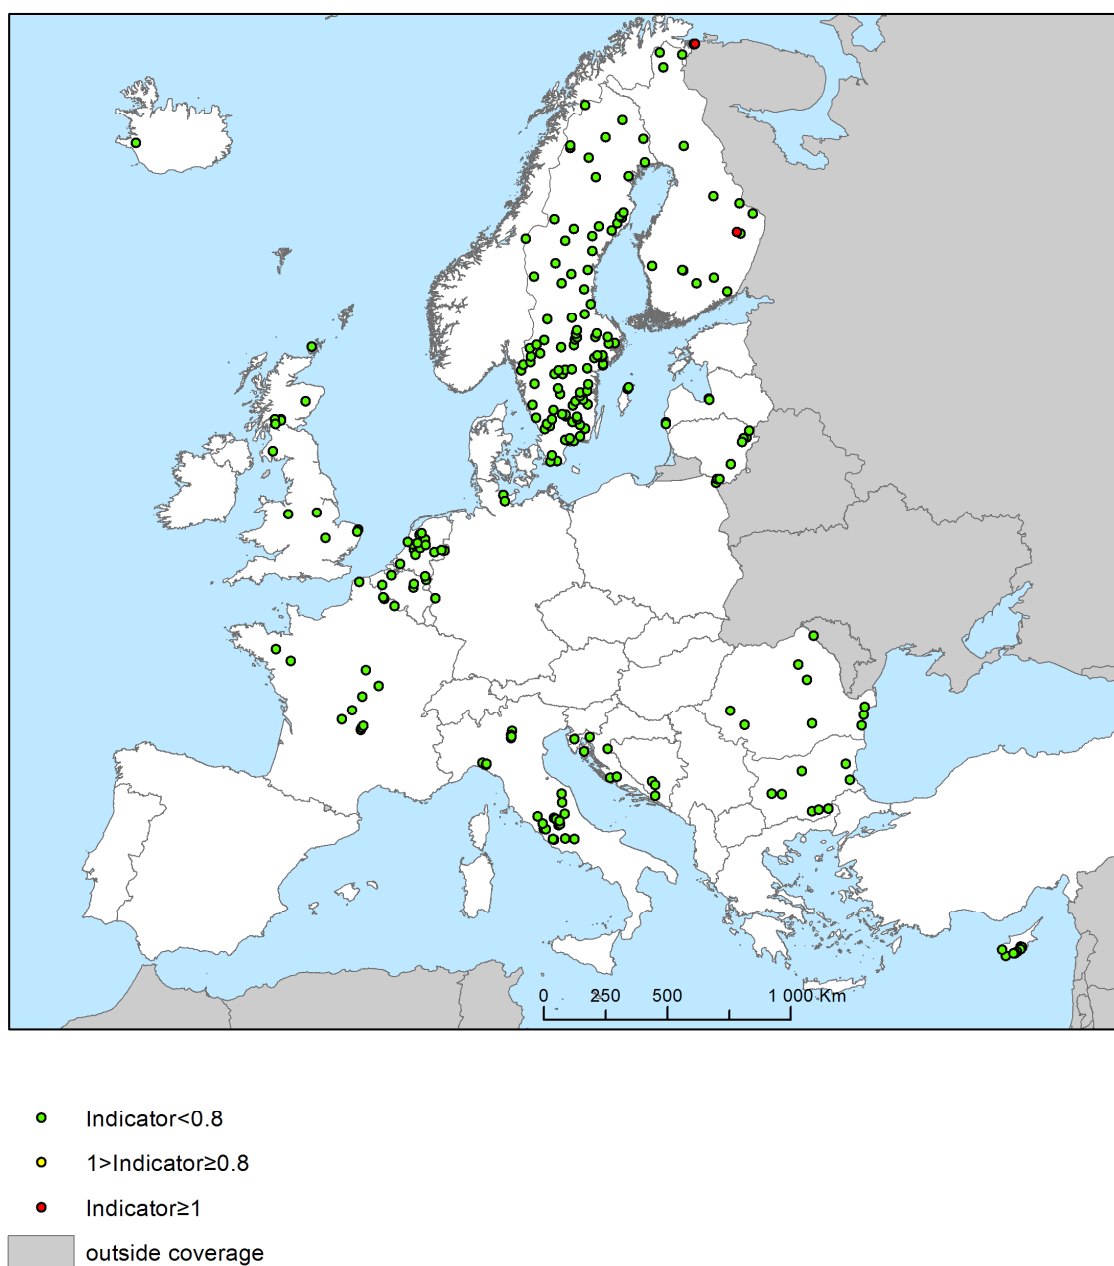 0 250 500 1 000 Km
Indicator<0.8
1>Indicator≥0.8
Indicator≥1
outside coverage